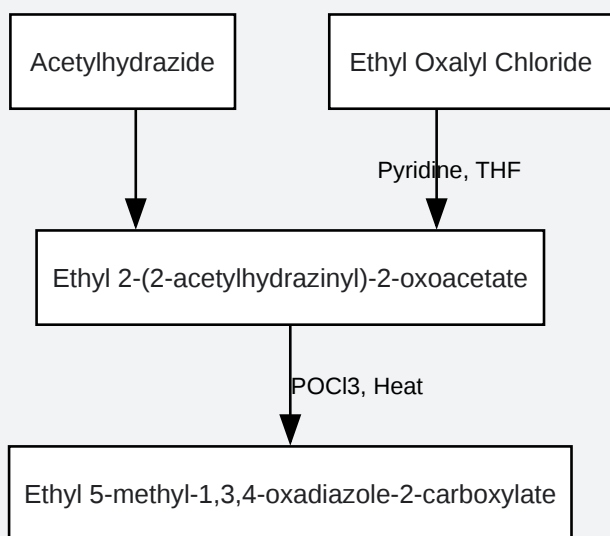 Acetylhydrazide
Ethyl Oxalyl Chloride
Pyridine, THF
Ethyl 2-(2-acetylhydrazinyl)-2-oxoacetate
POCl3, Heat
Ethyl 5-methyl-1,3,4-oxadiazole-2-carboxylate